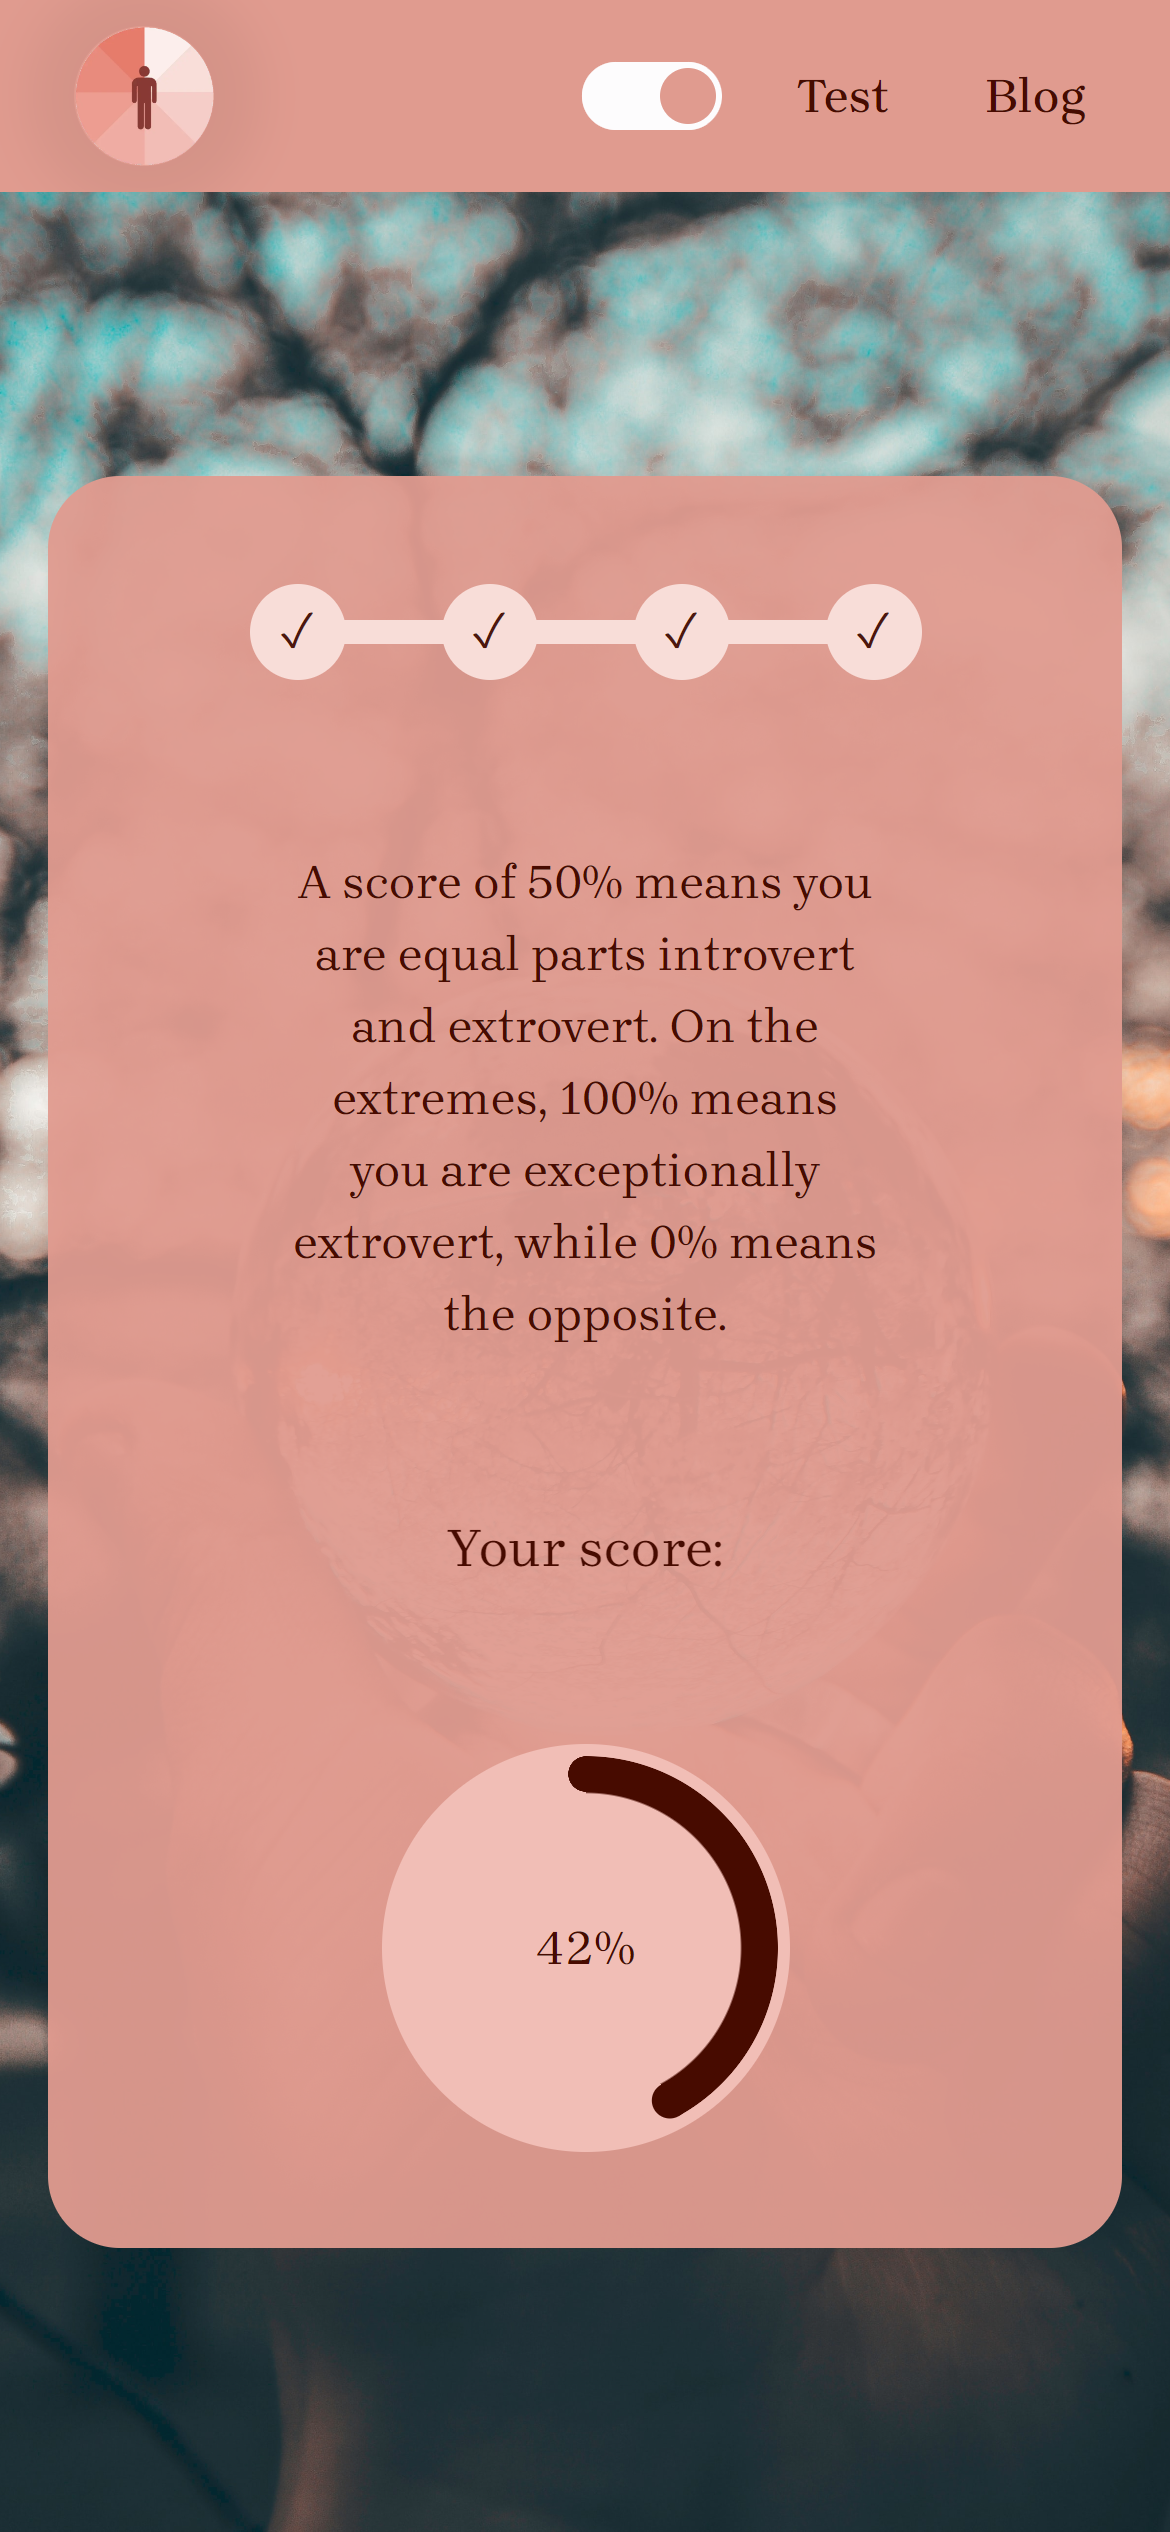 Test Blog
✓ ✓ ✓ ✓
A score of 50% means you
are equal parts introvert
and extrovert. On the
extremes, 100% means
you are exceptionally
extrovert, while 0% means
the opposite.
Your score:
42%